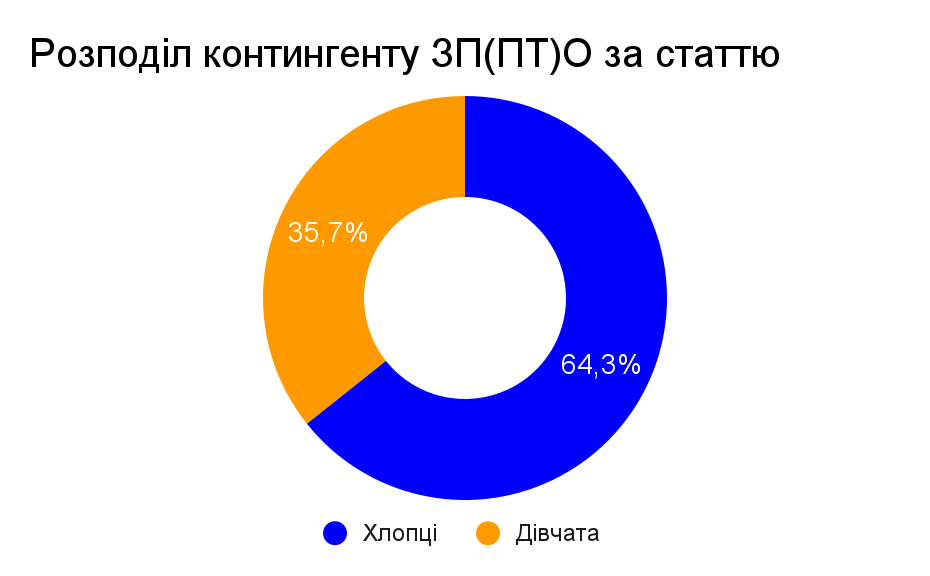 Розподіл контингенту ЗП(ПТ)О за статтю
35,7%
64,3%
Хлопці
Дівчата